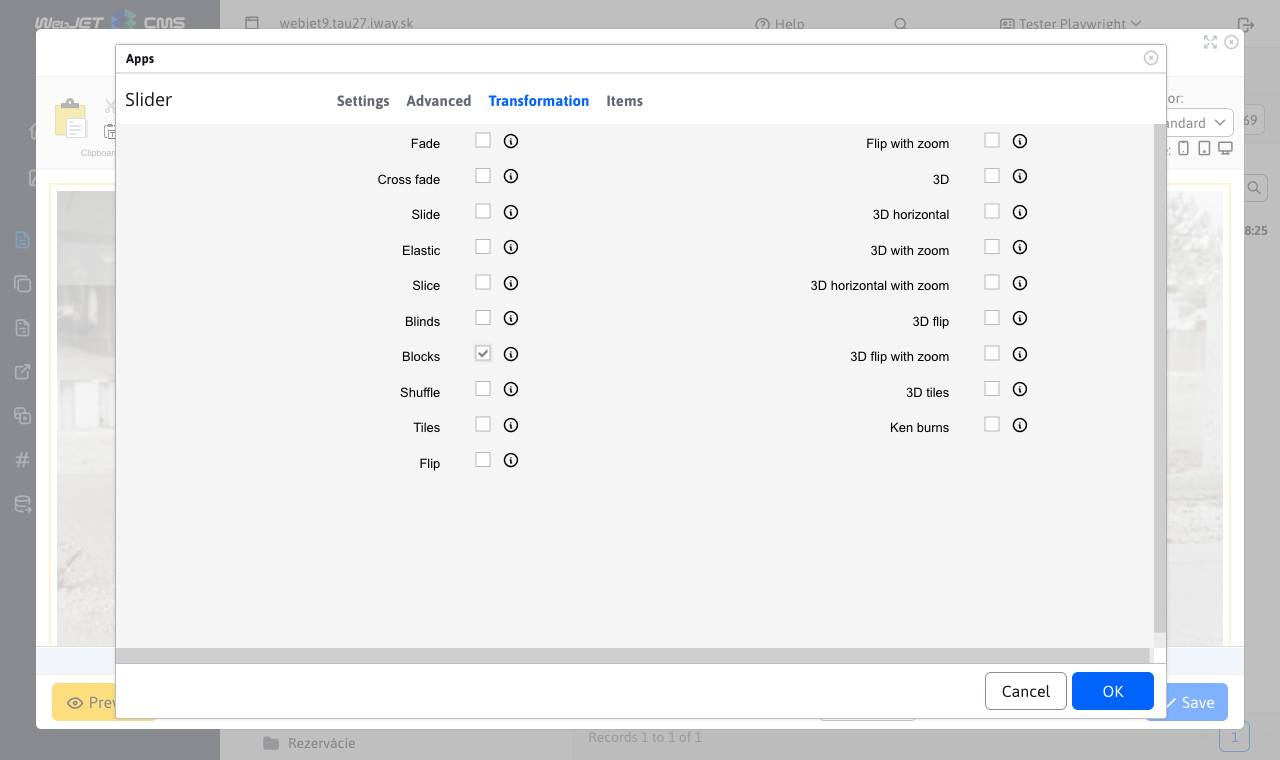 WebJET CMS
webjet9.tau27.iway.sk
Help
Tester Playwright
Apps
Slider
Settings
Advanced
Transformation
Items
or:
andard
69
Clipboar
e:
8:25
Fade
Cross fade
Slide
Elastic
Slice
Blinds
Blocks
Shuffle
Tiles
Flip
Flip with zoom
3D
3D horizontal
3D with zoom
3D horizontal with zoom
3D flip
3D flip with zoom
3D tiles
Ken burns
Cancel
OK
Prev
Save
Rezervácie
Records 1 to 1 of 1
1